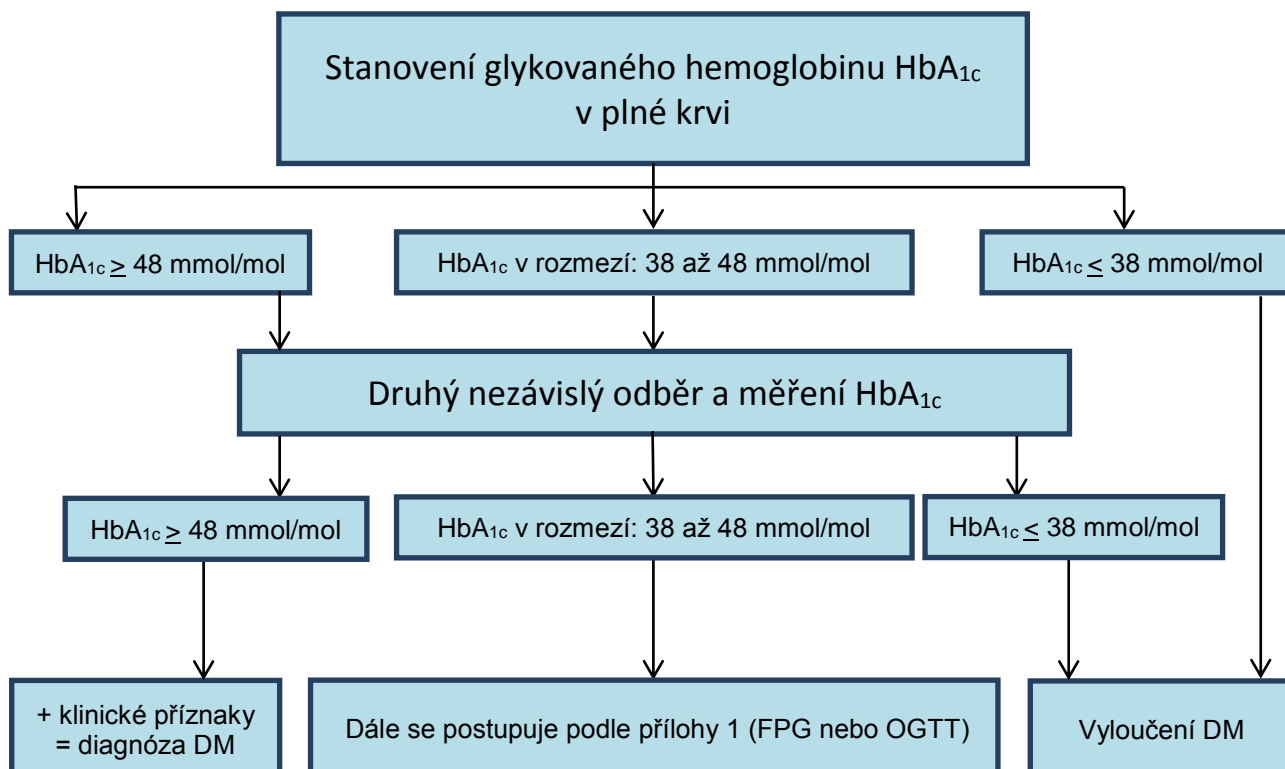 Stanovení glykovaného hemoglobinu HbA1c
v plné krvi
HbA1c ≥ 48 mmol/mol
HbA1c v rozmezí: 38 až 48 mmol/mol
HbA1c ≤ 38 mmol/mol
Druhý nezávislý odběr a měření HbA1c
HbA1c ≥ 48 mmol/mol
HbA1c v rozmezí: 38 až 48 mmol/mol
HbA1c ≤ 38 mmol/mol
+ klinické příznaky
= diagnóza DM
Dále se postupuje podle přílohy 1 (FPG nebo OGTT)
Vyloučení DM